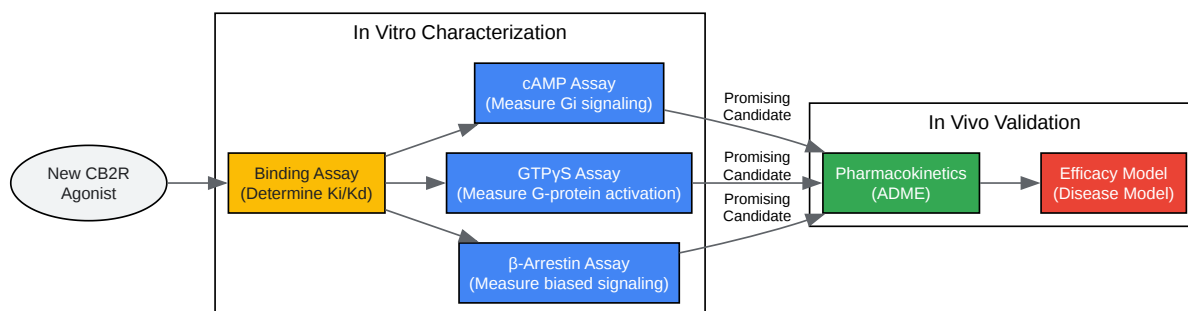 In Vitro Characterization
New CB2R
Agonist
Binding Assay
(Determine Ki/Kd)
cAMP Assay
(Measure Gi signaling)
GTPγS Assay
(Measure G-protein activation)
β-Arrestin Assay
(Measure biased signaling)
Promising
Candidate
Promising
Candidate
Promising
Candidate
In Vivo Validation
Pharmacokinetics
(ADME)
Efficacy Model
(Disease Model)